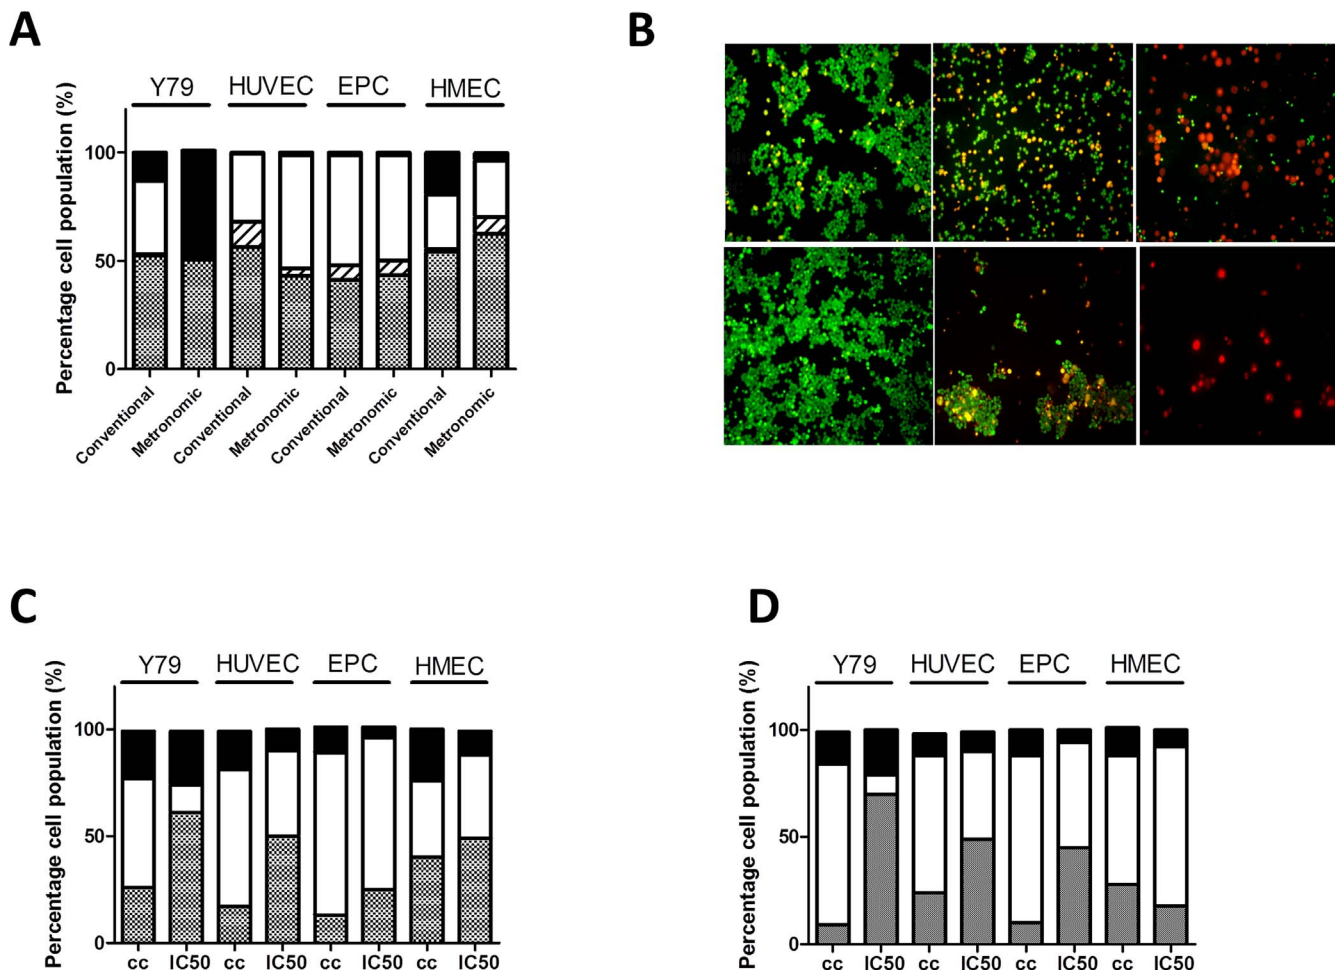 A
Y79 HUVEC EPC HMEC
Percentage cell population (%)
100
50
0
Conventional
Metronomic
Conventional
Metronomic
Conventional
Metronomic
Conventional
Metronomic
B
C
Y79 HUVEC EPC HMEC
Percentage cell population (%)
100
50
0
cc IC50 cc IC50 cc IC50 cc IC50
D
Y79 HUVEC EPC HMEC
Percentage cell population (%)
100
50
0
cc IC50 cc IC50 cc IC50 cc IC50